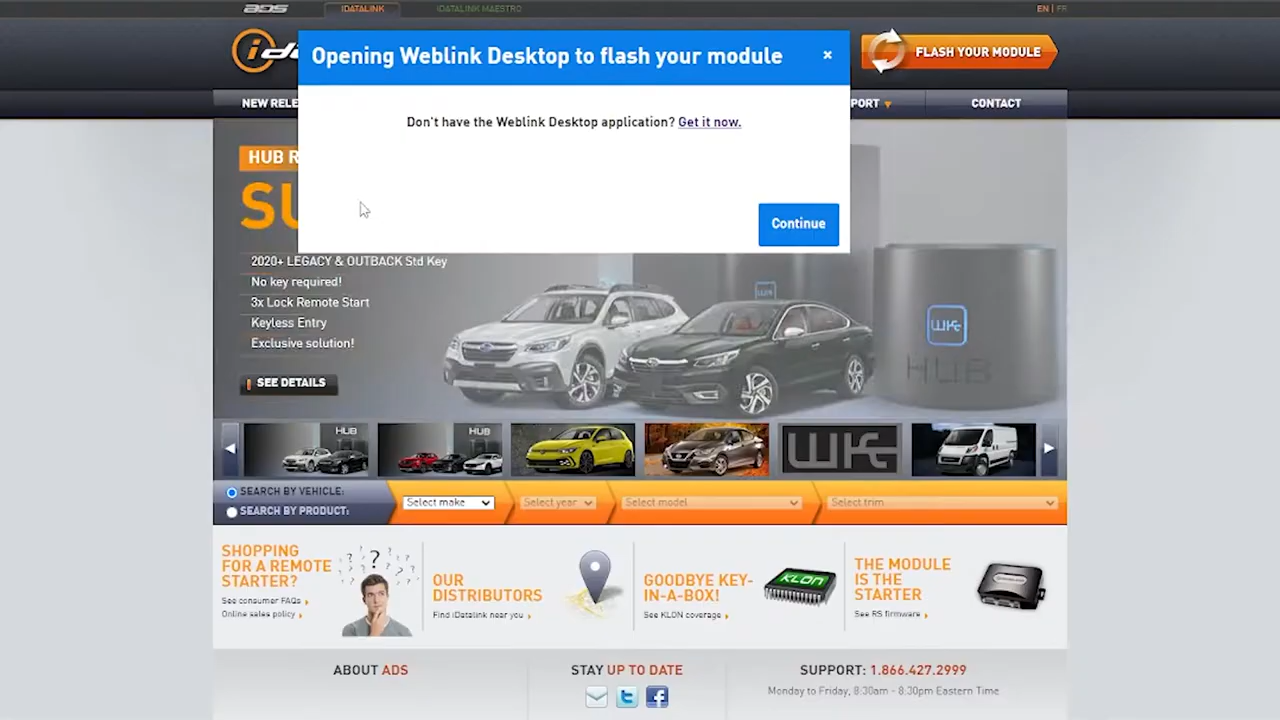 ADS
IDATALINK
IDATALINK MAESTRO
EN | FR
Opening Weblink Desktop to flash your module
×
FLASH YOUR MODULE
Don't have the Weblink Desktop application? Get it now.
Continue
NEW RELE
PORT
CONTACT
HUB R
SU
2020+ LEGACY & OUTBACK Std Key
No key required!
3x Lock Remote Start
Keyless Entry
Exclusive solution!
SEE DETAILS
HUB
HUB
HUB
SEARCH BY VEHICLE:
Select make
Select year
Select model
Select trim
SEARCH BY PRODUCT:
SHOPPING
FOR A REMOTE
STARTER?
See consumer FAQs
Online sales policy
OUR
DISTRIBUTORS
Find iDatalink near you
GOODBYE KEY-
IN-A-BOX!
See KLON coverage
KLON
THE MODULE
IS THE
STARTER
See RS firmware
ABOUT ADS
STAY UP TO DATE
SUPPORT: 1.866.427.2999
Monday to Friday, 8:30am - 8:30pm Eastern Time